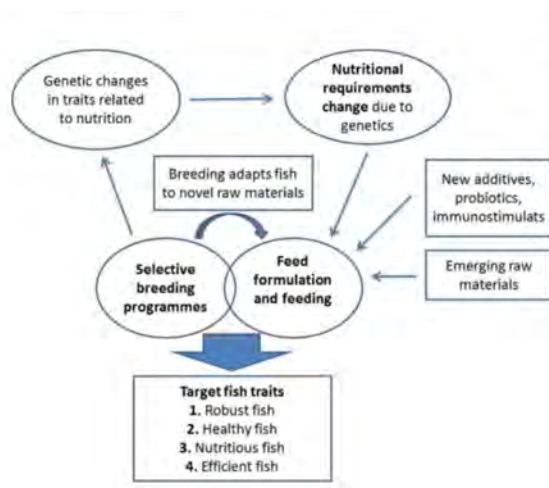 Genetic changes
in traits related
to nutrition
Nutritional
requirements
change due to
genetics
Breeding adapts fish
to novel raw materials
New additives,
probiotics,
immunostimulats
Selective
breeding
programmes
Feed
formulation
and feeding
Emerging raw
materials
Target fish traits
1. Robust fish
2. Healthy fish
3. Nutritious fish
4. Efficient fish